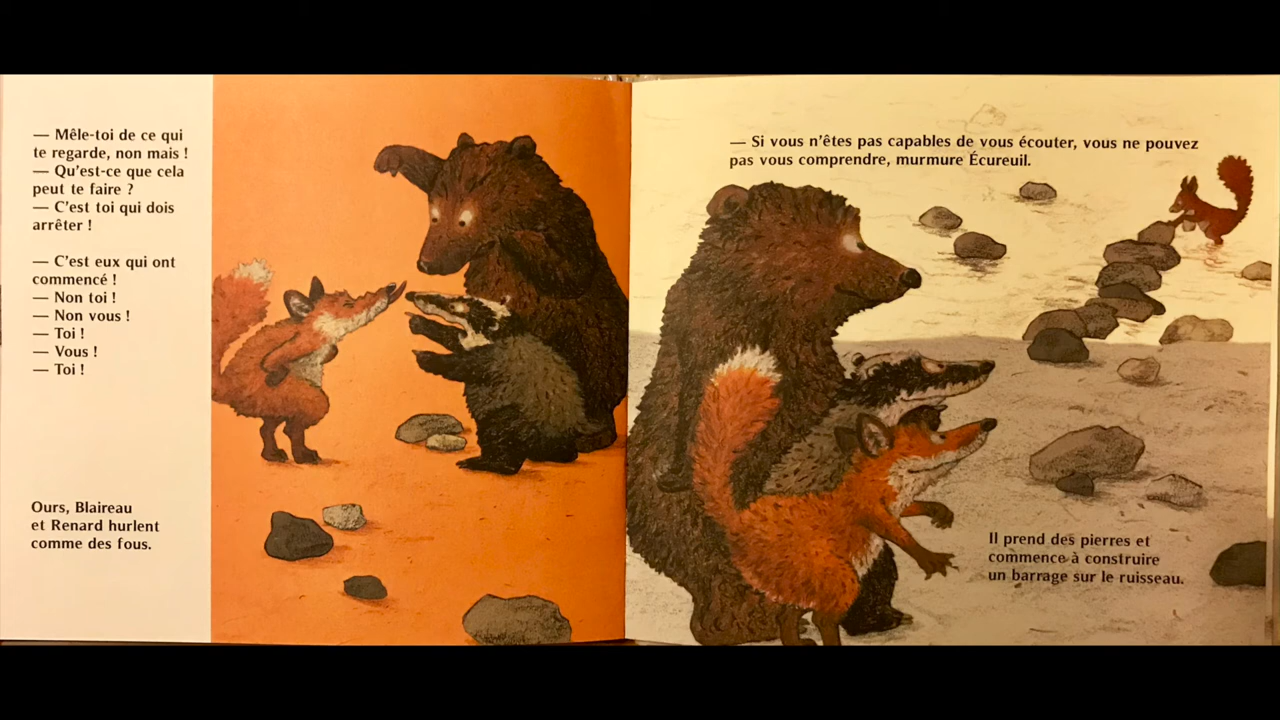 — Mêle-toi de ce qui
te regarde, non mais !
— Qu'est-ce que cela
peut te faire ?
— C'est toi qui dois
arrêter !
— C'est eux qui ont
commencé !
— Non toi !
— Non vous !
— Toi !
— Vous !
— Toi !
Ours, Blaireau
et Renard hurlent
comme des fous.
— Si vous n'êtes pas capables de vous écouter, vous ne pouvez
pas vous comprendre, murmure Écureuil.
Il prend des pierres et
commence à construire
un barrage sur le ruisseau.